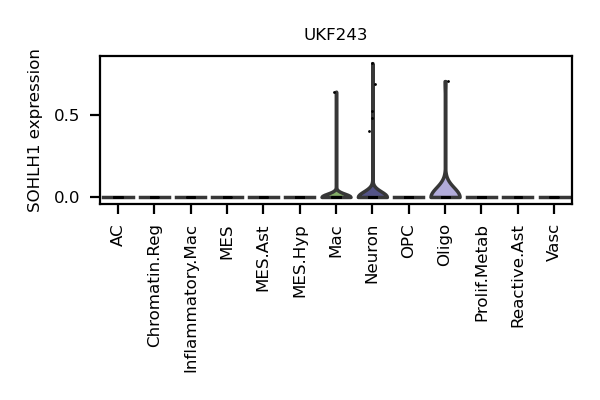 UKF243
SOHLH1 expression
0.5
0.0
AC
Chromatin.Reg
Inflammatory.Mac
MES
MES.Ast
MES.Hyp
Mac
Neuron
OPC
Oligo
Prolif.Metab
Reactive.Ast
Vasc